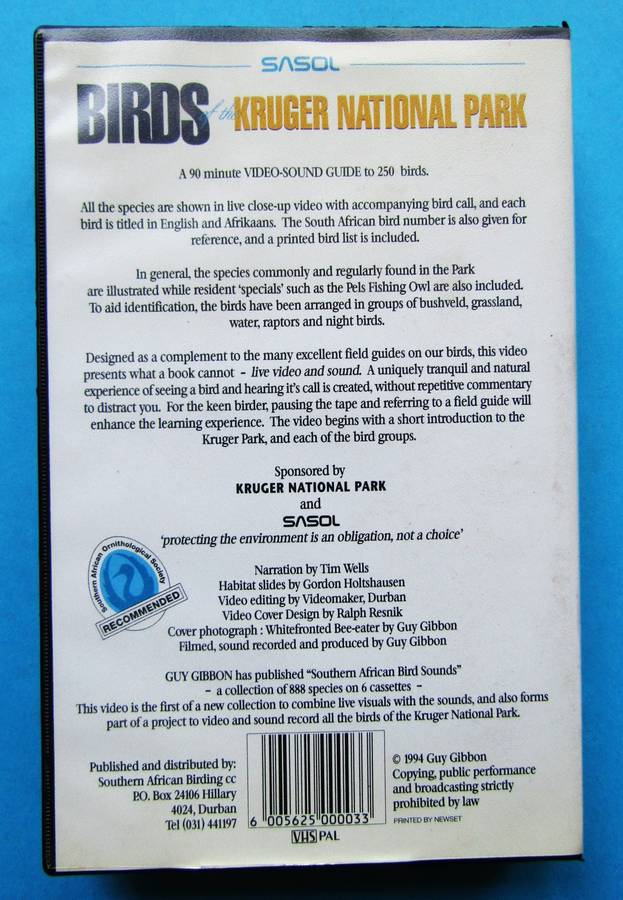 SASOL
BIRDS of the KRUGER NATIONAL PARK
A 90 minute VIDEO-SOUND GUIDE to 250 birds.
All the species are shown in live close-up video with accompanying bird call, and each
bird is titled in English and Afrikaans. The South African bird number is also given for
reference, and a printed bird list is included.
In general, the species commonly and regularly found in the Park
are illustrated while resident 'specials' such as the Pels Fishing Owl are also included.
To aid identification, the birds have been arranged in groups of bushveld, grassland,
water, raptors and night birds.
Designed as a complement to the many excellent field guides on our birds, this video
presents what a book cannot - live video and sound. A uniquely tranquil and natural
experience of seeing a bird and hearing it's call is created, without repetitive commentary
to distract you. For the keen birder, pausing the tape and referring to a field guide will
enhance the learning experience. The video begins with a short introduction to the
Kruger Park, and each of the bird groups.
Sponsored by
KRUGER NATIONAL PARK
and
SASOL
'protecting the environment is an obligation, not a choice'
Southern African Ornithological Society
RECOMMENDED
Narration by Tim Wells
Habitat slides by Gordon Holtshausen
Video editing by Videomaker, Durban
Video Cover Design by Ralph Resnik
Cover photograph : Whitefronted Bee-eater by Guy Gibbon
Filmed, sound recorded and produced by Guy Gibbon
GUY GIBBON has published "Southern African Bird Sounds"
- a collection of 888 species on 6 cassettes -
This video is the first of a new collection to combine live visuals with the sounds, and also forms
part of a project to video and sound record all the birds of the Kruger National Park.
Published and distributed by:
Southern African Birding cc
P.O. Box 24106 Hillary
4024, Durban
Tel (031) 441197
6 005625 000033
VHS PAL
© 1994 Guy Gibbon
Copying, public performance
and broadcasting strictly
prohibited by law
PRINTED BY NEWSET